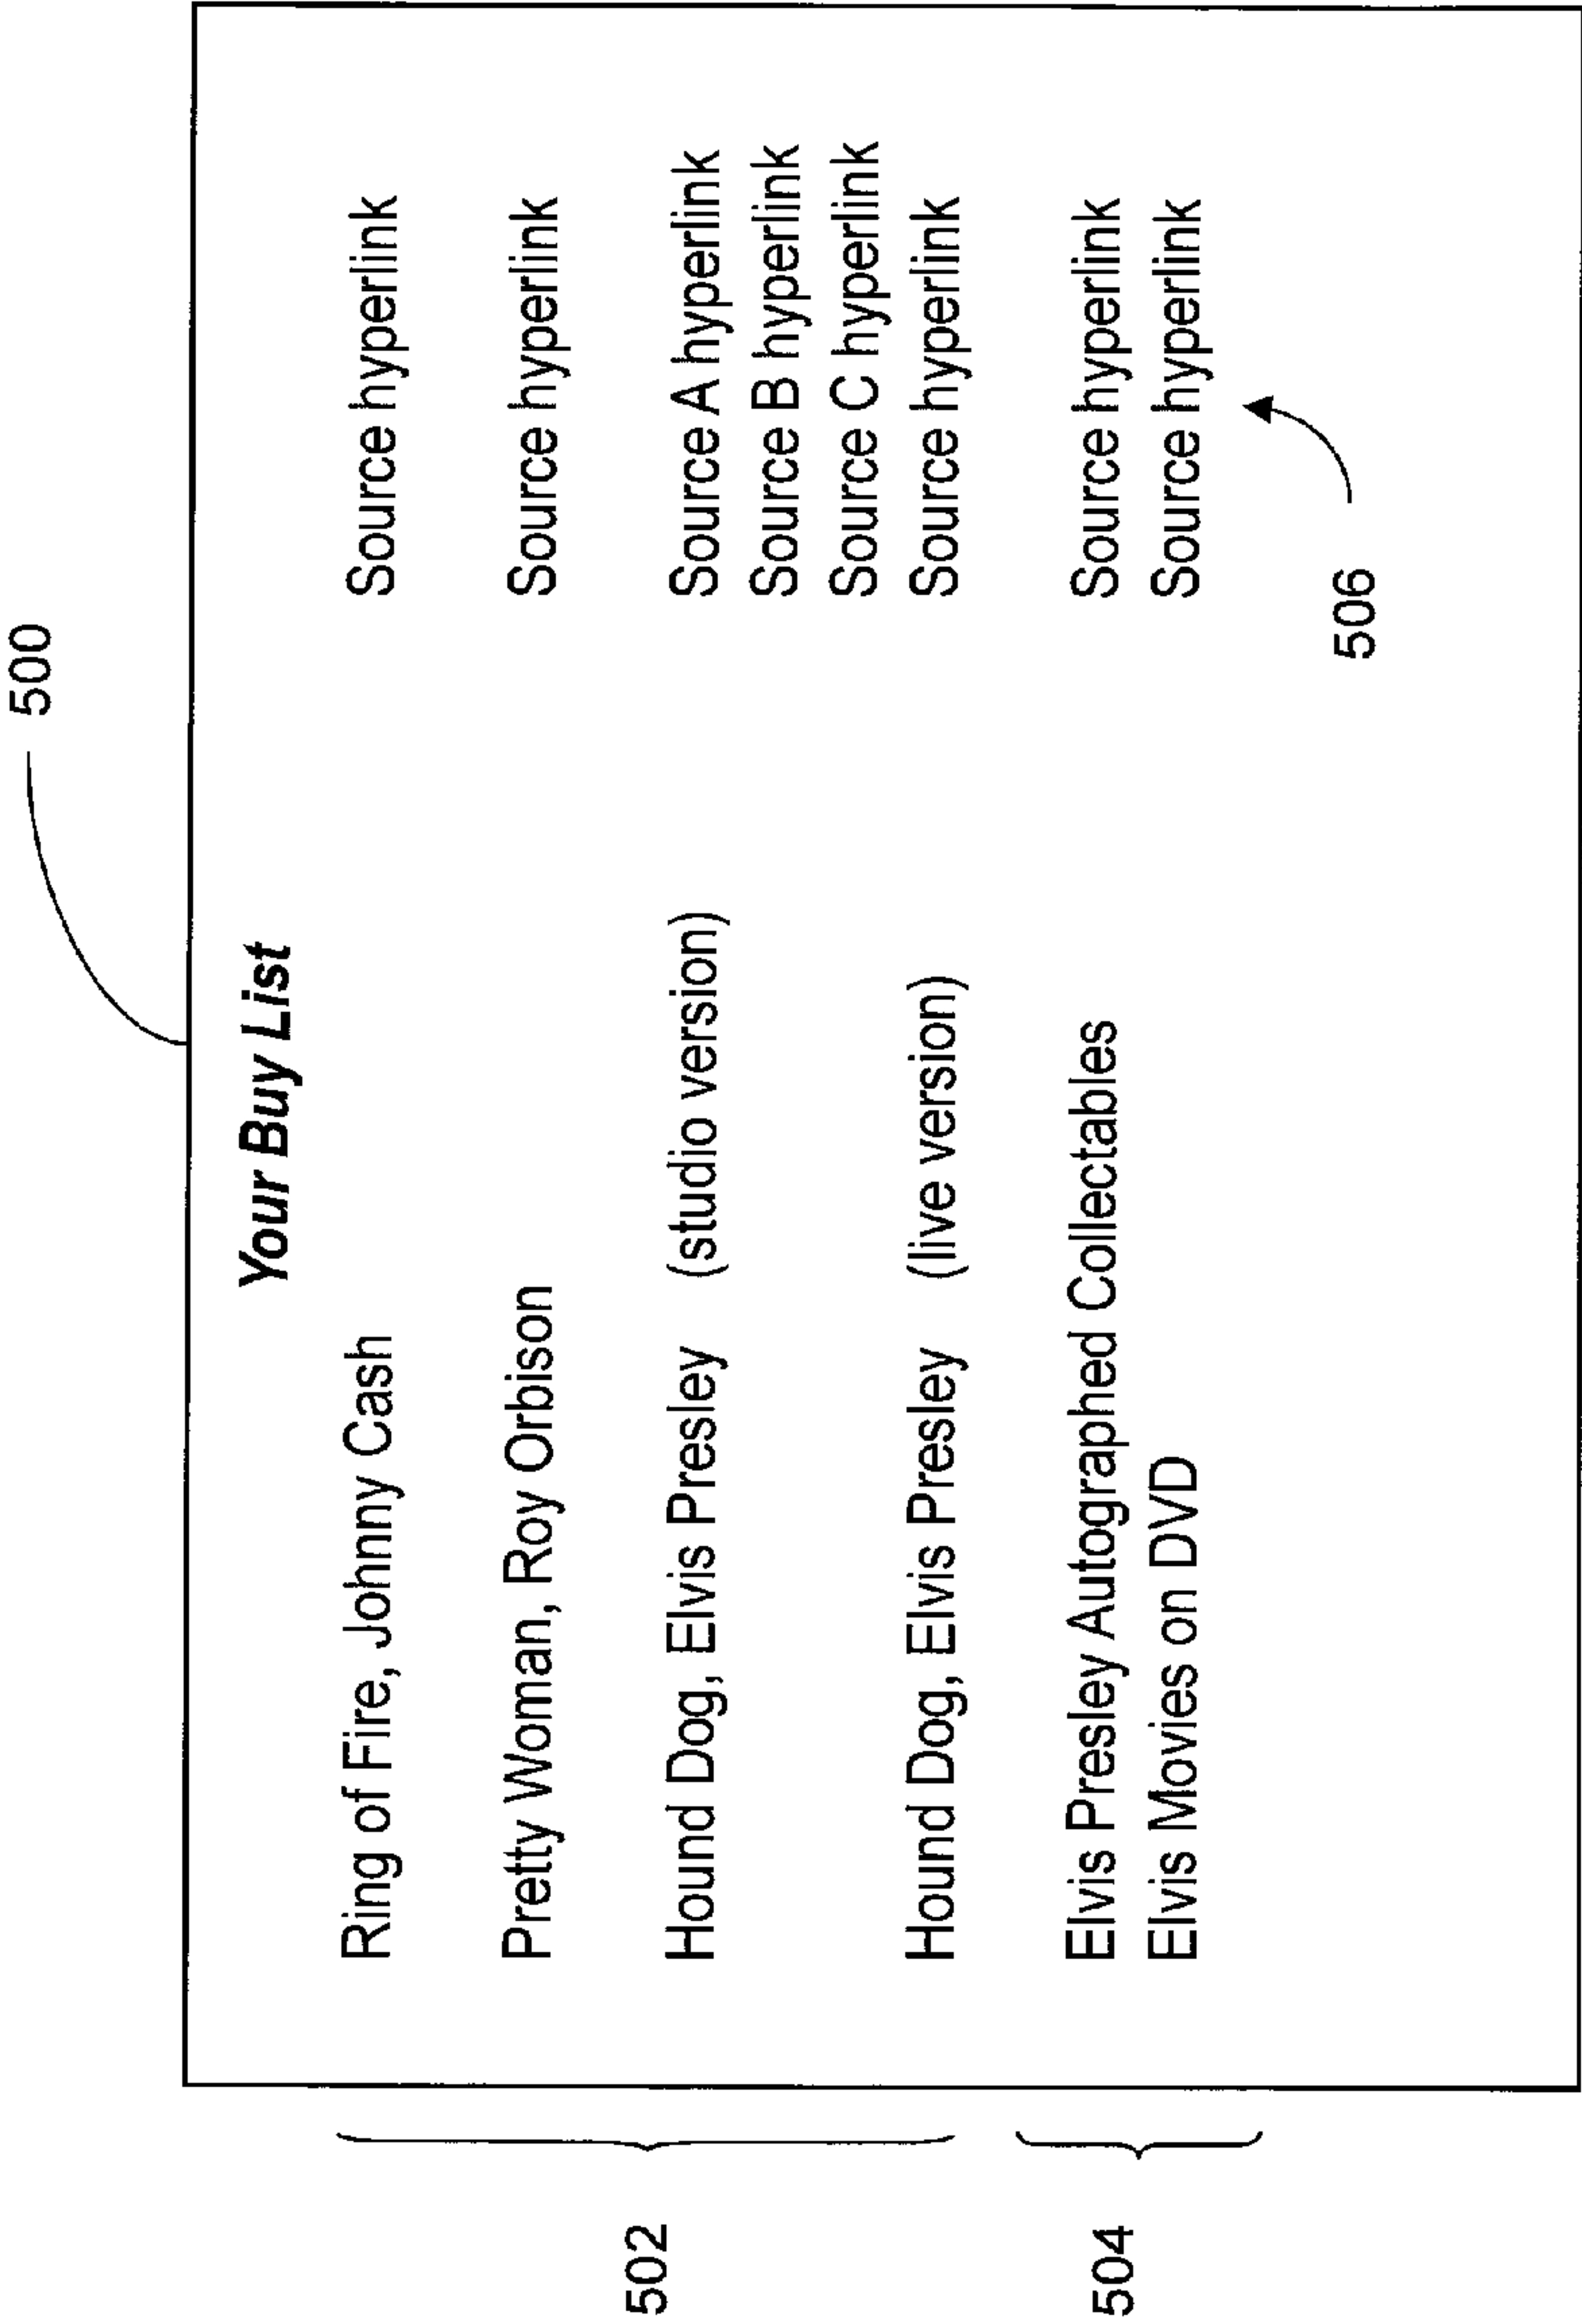 500
Your Buy List
Ring of Fire, Johnny Cash Source hyperlink
Pretty Woman, Roy Orbison Source hyperlink
Hound Dog, Elvis Presley (studio version) Source A hyperlink
Source B hyperlink
Source C hyperlink
Hound Dog, Elvis Presley (live version) Source hyperlink
Elvis Presley Autographed Collectables Source hyperlink
Elvis Movies on DVD Source hyperlink
502
504
506